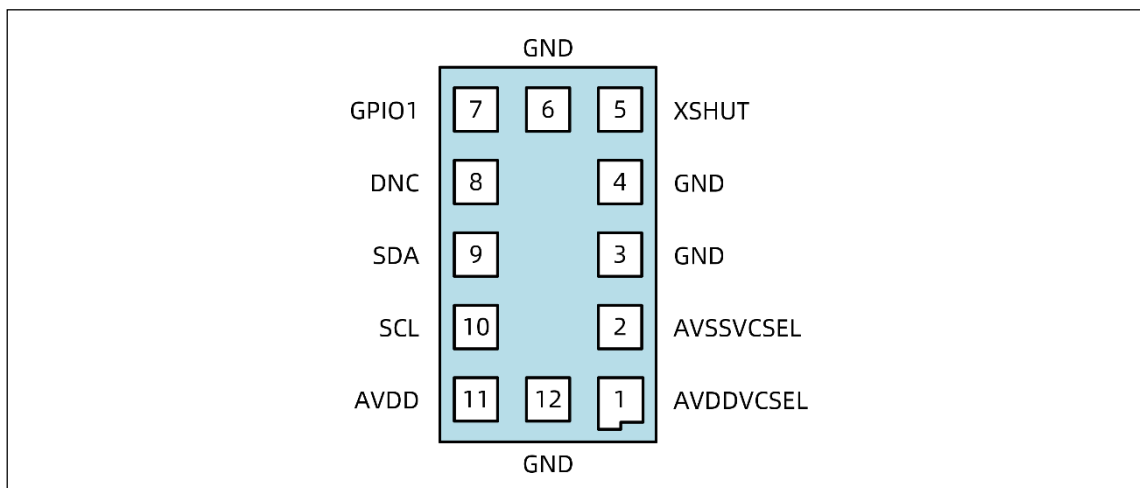 GND
GPIO1 7 6 5 XSHUT
DNC 8 4 GND
SDA 9 3 GND
SCL 10 2 AVSSVCSEL
AVDD 11 12 1 AVDDVCSEL
GND